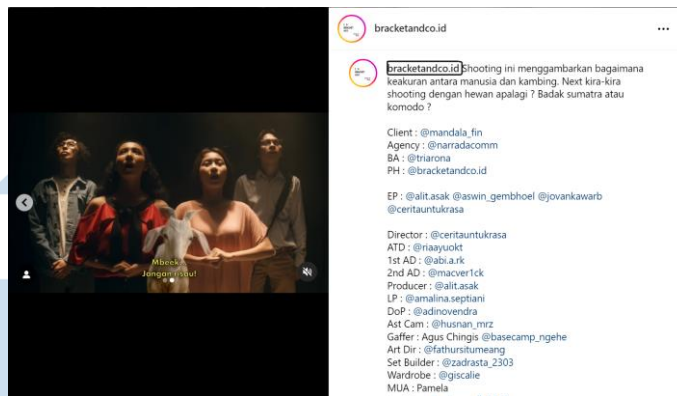 bracketandco.id
bracketandco.id Shooting ini menggambarkan bagaimana
keakuran antara manusia dan kambing. Next kira-kira
shooting dengan hewan apalagi ? Badak sumatra atau
komodo ?
Client : @mandala_fin
Agency : @narradacomm
BA : @triarona
PH : @bracketandco.id
EP : @alit.asak @aswin_gembhoel @jovankawarb
@ceritauntukrasa
Director : @ceritauntukrasa
ATD : @riaayuokt
1st AD : @abi.a.rk
2nd AD : @macver1ck
Producer : @alit.asak
LP : @amalina.septiani
DoP : @adinovendra
Ast Cam : @husnan_mrz
Gaffer : Agus Chingis @basecamp_ngehe
Art Dir : @fathursitumeang
Set Builder : @zadrasta_2303
Wardrobe : @giscalie
MUA : Pamela
Mbeek
Jangan risau!